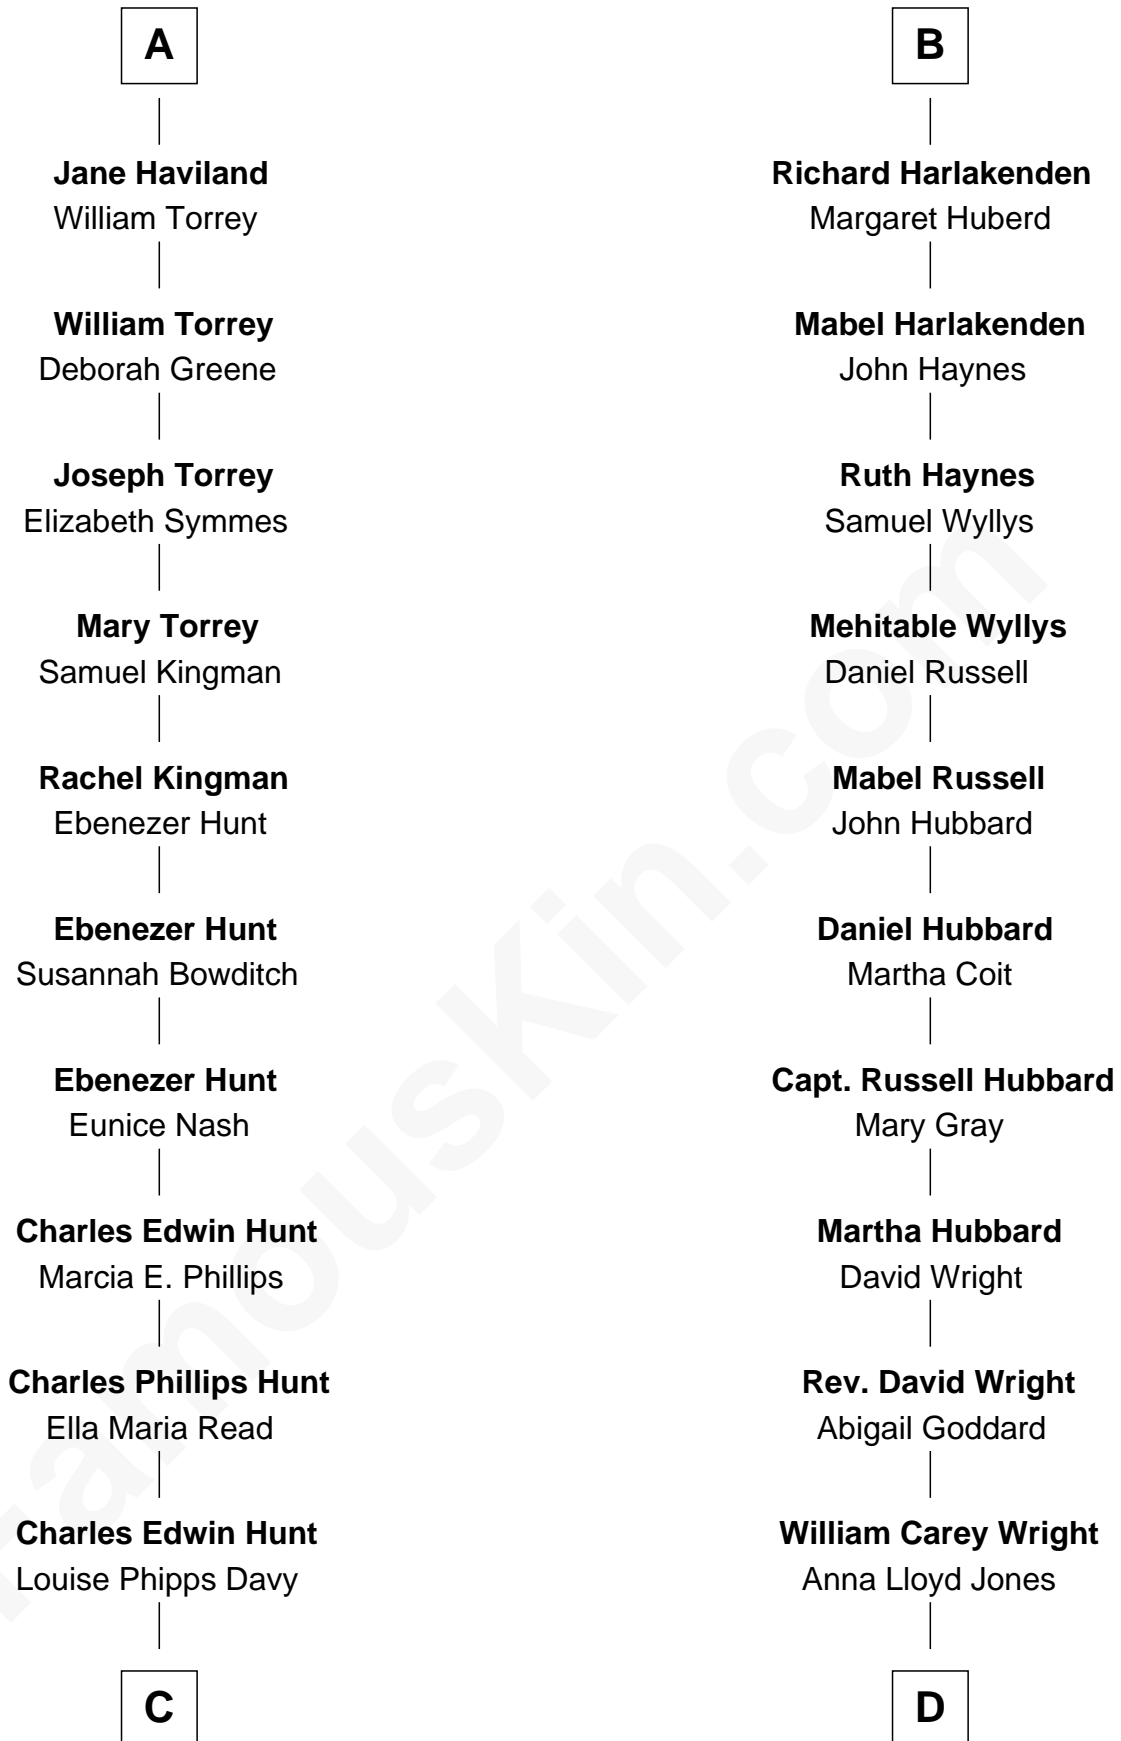 A
Jane Haviland
William Torrey
William Torrey
Deborah Greene
Joseph Torrey
Elizabeth Symmes
Mary Torrey
Samuel Kingman
Rachel Kingman
Ebenezer Hunt
Ebenezer Hunt
Susannah Bowditch
Ebenezer Hunt
Eunice Nash
Charles Edwin Hunt
Marcia E. Phillips
Charles Phillips Hunt
Ella Maria Read
Charles Edwin Hunt
Louise Phipps Davy
C
B
Richard Harlakenden
Margaret Huberd
Mabel Harlakenden
John Haynes
Ruth Haynes
Samuel Wyllys
Mehitable Wyllys
Daniel Russell
Mabel Russell
John Hubbard
Daniel Hubbard
Martha Coit
Capt. Russell Hubbard
Mary Gray
Martha Hubbard
David Wright
Rev. David Wright
Abigail Goddard
William Carey Wright
Anna Lloyd Jones
D
FamousKin.com